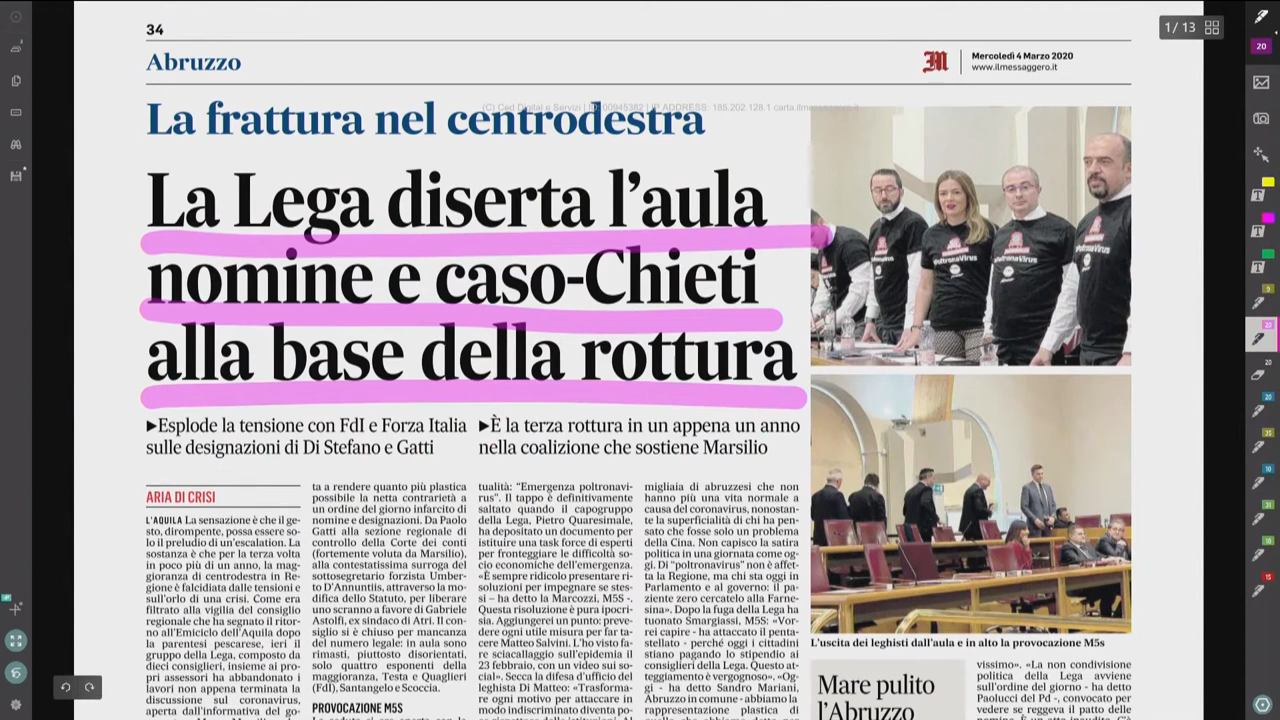 1 / 13
34
Abruzzo
M
Mercoledì 4 Marzo 2020
www.ilmessaggero.it
(C) Ced Digital e Servizi | ID: 00945382 | IP ADDRESS: 185.202.128.1 carta.ilmessaggero.it
La frattura nel centrodestra
La Lega diserta l'aula
nomine e caso-Chieti
alla base della rottura
►Esplode la tensione con FdI e Forza Italia
sulle designazioni di Di Stefano e Gatti
►È la terza rottura in un appena un anno
nella coalizione che sostiene Marsilio
ARIA DI CRISI
L'AQUILA La sensazione è che il ge-
sto, dirompente, possa essere so-
lo il preludio di un'escalation. La
sostanza è che per la terza volta
in poco più di un anno, la mag-
gioranza di centrodestra in Re-
gione è falcidiata dalle tensioni e
sull'orlo di una crisi. Come era
filtrato alla vigilia del consiglio
regionale che ha segnato il ritor-
no all'Emiciclo dell'Aquila dopo
la parentesi pescarese, ieri il
gruppo della Lega, composto da
dieci consiglieri, insieme ai pro-
pri assessori ha abbandonato i
lavori non appena terminata la
discussione sul coronavirus,
aperta dall'informativa del go-
ta a rendere quanto più plastica
possibile la netta contrarietà a
un ordine del giorno infarcito di
nomine e designazioni. Da Paolo
Gatti alla sezione regionale di
controllo della Corte dei conti
(fortemente voluta da Marsilio),
alla contestatissima surroga del
sottosegretario forzista Umber-
to D'Annuntiis, attraverso la mo-
difica dello Statuto, per liberare
uno scranno a favore di Gabriele
Astolfi, ex sindaco di Atri. Il con-
siglio si è chiuso per mancanza
del numero legale: in aula sono
rimasti, piuttosto disorientati,
solo quattro esponenti della
maggioranza, Testa e Quaglieri
(FdI), Santangelo e Scoccia.
PROVOCAZIONE M5S
tualità: "Emergenza poltronavi-
rus". Il tappo è definitivamente
saltato quando il capogruppo
della Lega, Pietro Quaresimale,
ha depositato un documento per
istituire una task force di esperti
per fronteggiare le difficoltà so-
cio economiche dell'emergenza.
«È sempre ridicolo presentare ri-
soluzioni per impegnare se stes-
si – ha detto la Marcozzi, M5S -.
Questa risoluzione è pura ipocri-
sia. Aggiungerei un punto: preve-
dere ogni utile misura per far ta-
cere Matteo Salvini. L'ho visto fa-
re sciacallaggio sull'epidemia il
23 febbraio, con un video sui so-
cial». Secca la difesa d'ufficio del
leghista Di Matteo: «Trasforma-
re ogni motivo per attaccare in
modo indiscriminato diventa po-
migliaia di abruzzesi che non
hanno più una vita normale a
causa del coronavirus, nonostan-
te la superficialità di chi ha pen-
sato che fosse solo un problema
della Cina. Non capisco la satira
politica in una giornata come og-
gi. Di "poltronavirus" non è affet-
ta la Regione, ma chi sta oggi in
Parlamento e al governo: il pa-
ziente zero cercatelo alla Farne-
sina». Dopo la fuga della Lega ha
tuonato Smargiassi, M5S: «Vor-
rei capire - ha attaccato il penta-
stellato - perché oggi i cittadini
stiano pagando lo stipendio ai
consiglieri della Lega. Questo at-
teggiamento è vergognoso». «Og-
gi - ha detto Sandro Mariani,
Abruzzo in comune - abbiamo la
rappresentazione plastica di
L'uscita dei leghisti dall'aula e in alto la provocazione M5s
Mare pulito
l'Abruzzo
vissimo». «La non condivisione
politica della Lega avviene
sull'ordine del giorno - ha detto
Paolucci del Pd -, convocato per
vedere se reggeva il patto delle